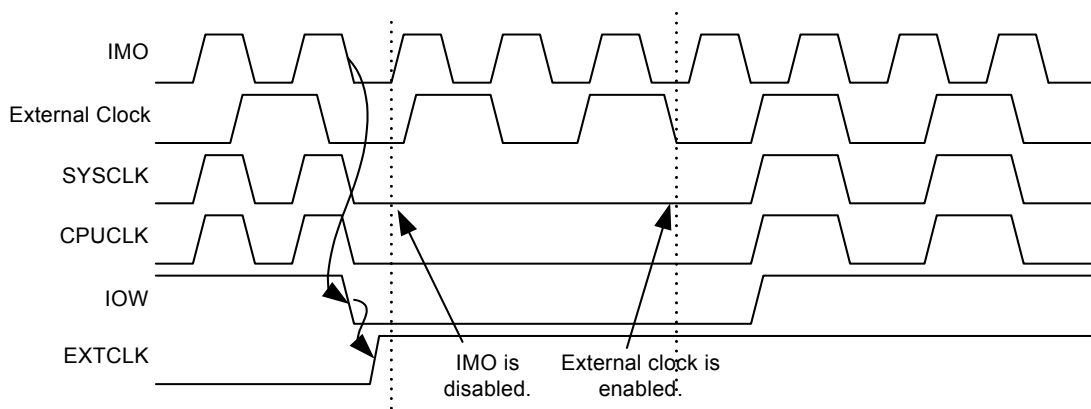 IMO
External Clock
SYSCLK
CPUCLK
IOW
EXTCLK
IMO is
disabled.
External clock is
enabled.